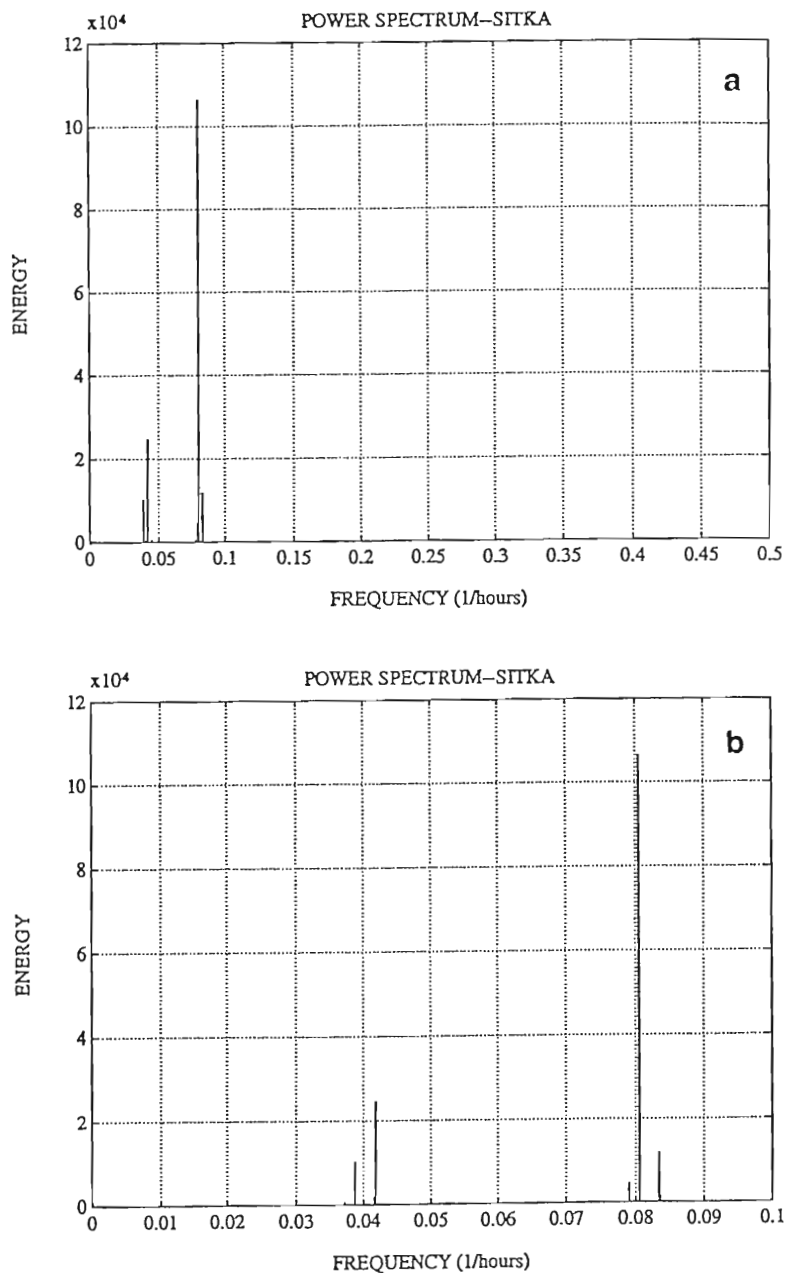 x10⁴ POWER SPECTRUM–SITKA
12
a
10
8
6
ENERGY
4
2
0
0 0.05 0.1 0.15 0.2 0.25 0.3 0.35 0.4 0.45 0.5
FREQUENCY (1/hours)
x10⁴ POWER SPECTRUM–SITKA
12
b
10
8
6
ENERGY
4
2
0
0 0.01 0.02 0.03 0.04 0.05 0.06 0.07 0.08 0.09 0.1
FREQUENCY (1/hours)